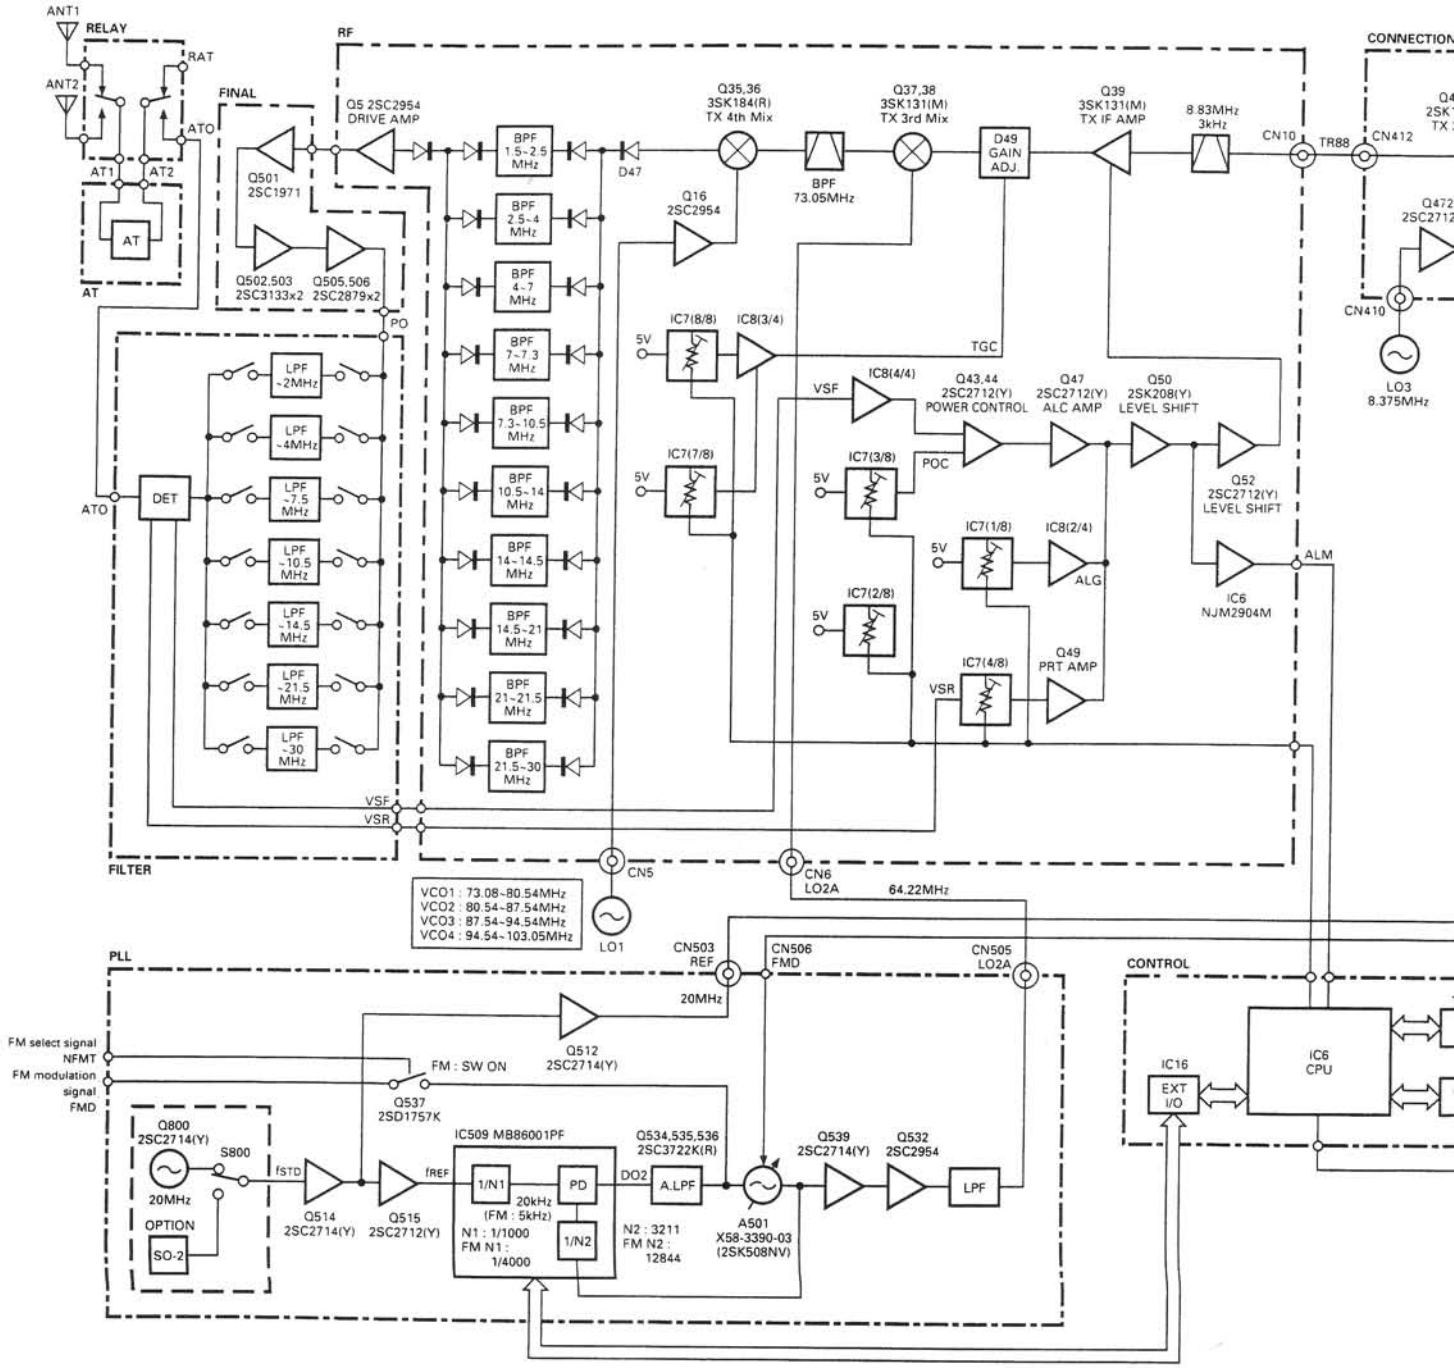 ANT1
RELAY
RAT
ANT2
ATO
AT1
AT2
AT
AT
FINAL
Q501
2SC1971
Q502,503
2SC3133x2
Q505,506
2SC2879x2
PO
RF
Q5 2SC2954
DRIVE AMP
BPF
1.5~2.5
MHz
BPF
2.5~4
MHz
BPF
4~7
MHz
BPF
7~7.3
MHz
BPF
7.3~10.5
MHz
BPF
10.5~14
MHz
BPF
14~14.5
MHz
BPF
14.5~21
MHz
BPF
21~21.5
MHz
BPF
21.5~30
MHz
D47
Q35,36
3SK184(R)
TX 4th Mix
BPF
73.05MHz
Q37,38
3SK131(M)
TX 3rd Mix
D49
GAIN
ADJ.
Q39
3SK131(M)
TX IF AMP
8.83MHz
3kHz
CN10
TR88
CN412
CONNECTION
Q4
2SK1
TX
Q472
2SC2712
CN410
LO3
8.375MHz
Q16
2SC2954
IC7(8/8)
IC8(3/4)
5V
TGC
IC7(7/8)
5V
VSF
IC8(4/4)
Q43,44
2SC2712(Y)
POWER CONTROL
Q47
2SC2712(Y)
ALC AMP
Q50
2SK208(Y)
LEVEL SHIFT
IC7(3/8)
POC
5V
Q52
2SC2712(Y)
LEVEL SHIFT
IC7(1/8)
IC8(2/4)
5V
ALG
ALM
IC6
NJM2904M
IC7(2/8)
5V
Q49
PRT AMP
IC7(4/8)
VSR
LPF
~2MHz
LPF
~4MHz
LPF
~7.5
MHz
LPF
~10.5
MHz
LPF
~14.5
MHz
LPF
~21.5
MHz
LPF
~30
MHz
DET
ATO
VSF
VSR
FILTER
CN5
CN6
LO2A
64.22MHz
VCO1 : 73.08~80.54MHz
VCO2 : 80.54~87.54MHz
VCO3 : 87.54~94.54MHz
VCO4 : 94.54~103.05MHz
LO1
PLL
CN503
REF
CN506
FMD
CN505
LO2A
20MHz
CONTROL
FM select signal
NFMT
FM modulation
signal
FMD
Q512
2SC2714(Y)
FM : SW ON
Q537
2SD1757K
IC16
EXT
I/O
IC6
CPU
Q800
2SC2714(Y)
S800
20MHz
fSTD
OPTION
SO-2
Q514
2SC2714(Y)
Q515
2SC2712(Y)
fREF
IC509 MB86001PF
1/N1
20kHz
(FM : 5kHz)
PD
N1 : 1/1000
FM N1 :
1/4000
1/N2
DO2
Q534,535,536
2SC3722K(R)
A.LPF
N2 : 3211
FM N2 :
12844
A501
X58-3390-03
(2SK508NV)
Q539
2SC2714(Y)
Q532
2SC2954
LPF